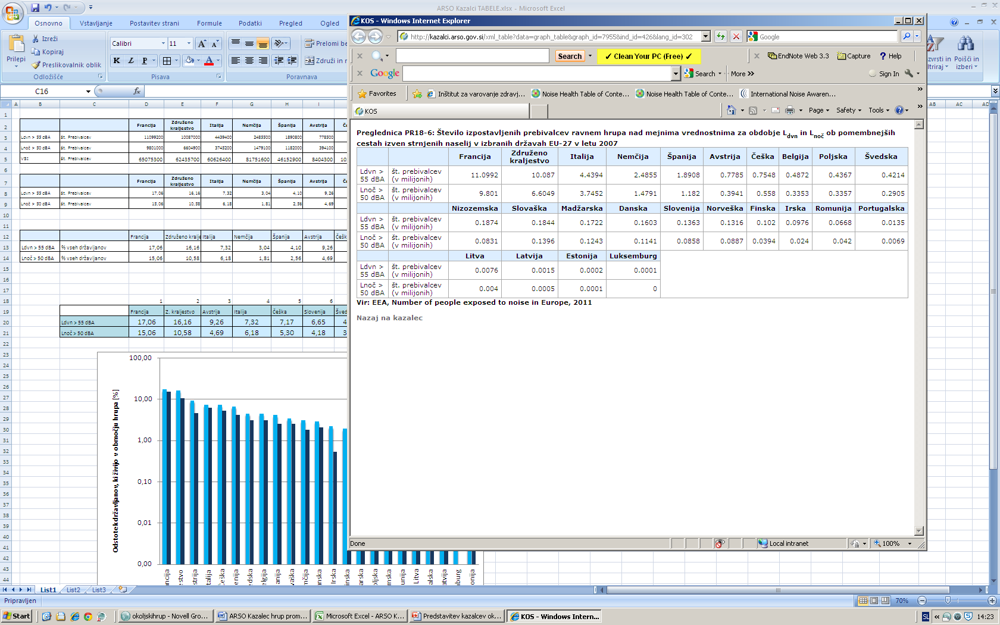 ARSO Kazalci TABELE.xlsx - Microsoft Excel
Osnovno Vstavljanje Postavitev strani Formule Podatki Pregled Ogled
Prilepi
Izreži
Kopiraj
Preslikovalnik oblik
Odložišče
Calibri 11
K L P
Pisava
Prelomi be
Združi in r
Poravnava
zvrsti in Poišči in
ltriraj izberi
C16 fx
A B C D E F G H I AB AC AD
Francija Združeno kraljestvo Italija Nemčija Španija Avstrija
Ldvn > 55 dBA št. Prebivalcev 11099200 10087000 4439400 2485500 1890800 778500
Lnoč > 50 dBA št. Prebivalcev 9801000 6604900 3745200 1479100 1182000 394100
VSI št. Prebivalcev 65075300 62435700 60626400 81751600 46152900 8404300 10
Francija Združeno kraljestvo Italija Nemčija Španija Avstrija
Ldvn > 55 dBA št. Prebivalcev 17,06 16,16 7,32 3,04 4,10 9,26
Lnoč > 50 dBA št. Prebivalcev 15,06 10,58 6,18 1,81 2,56 4,69
Francija Združeno kralje Italija Nemčija Španija Avstrija Češk
Ldvn > 55 dBA % vseh državljanov 17,06 16,16 7,32 3,04 4,10 9,26
Lnoč > 50 dBA % vseh državljanov 15,06 10,58 6,18 1,81 2,56 4,69
1 2 3 4 5 6
Francija Z. kraljestvo Avstrija Italija Češka Slovenija Šved
Ldvn > 55 dBA 17,06 16,16 9,26 7,32 7,17 6,65 4
Lnoč > 50 dBA 15,06 10,58 4,69 6,18 5,30 4,18 3
100,00
10,00
1,00
0,10
0,01
0,00
Odstotek državljanov, ki živijo v območju hrupa [%]
ancija estvo strija talija Češka enija edska elgija anija vaška mčija anska Irska inska arska oljska mska unija Litva alska atvija burg onija
List1 List2 List3
Pripravljen
70%
KOS - Windows Internet Explorer
http://kazalci.arso.gov.si/xml_table?data=graph_table&graph_id=7955&ind_id=426&lang_id=302
Google
Search ✓ Clean Your PC (Free) ✓ EndNote Web 3.3 Capture ? Help
Google Search More >> Sign In
Favorites Inštitut za varovanje zdravj... Noise Health Table of Conte... Noise Health Table of Conte... International Noise Awaren...
KOS
Page Safety Tools
Preglednica PR18-6: Število izpostavljenih prebivalcev ravnem hrupa nad mejnima vrednostnima za obdobje Ldvn in Lnoč ob pomembnejših
cestah izven strnjenih naselij v izbranih državah EU-27 v letu 2007
Francija Združeno kraljestvo Italija Nemčija Španija Avstrija Češka Belgija Poljska Švedska
Ldvn > 55 dBA št. prebivalcev (v milijonih) 11.0992 10.087 4.4394 2.4855 1.8908 0.7785 0.7548 0.4872 0.4367 0.4214
Lnoč > 50 dBA št. prebivalcev (v milijonih) 9.801 6.6049 3.7452 1.4791 1.182 0.3941 0.558 0.3353 0.3357 0.2905
Nizozemska Slovaška Madžarska Danska Slovenija Norveška Finska Irska Romunija Portugalska
Ldvn > 55 dBA št. prebivalcev (v milijonih) 0.1874 0.1844 0.1722 0.1603 0.1363 0.1316 0.102 0.0976 0.0668 0.0135
Lnoč > 50 dBA št. prebivalcev (v milijonih) 0.0831 0.1396 0.1243 0.1141 0.0858 0.0887 0.0394 0.024 0.042 0.0069
Litva Latvija Estonija Luksemburg
Ldvn > 55 dBA št. prebivalcev (v milijonih) 0.0076 0.0015 0.0002 0.0001
Lnoč > 50 dBA št. prebivalcev (v milijonih) 0.004 0.0005 0.0001 0
Vir: EEA, Number of people exposed to noise in Europe, 2011
Nazaj na kazalec
Done Local intranet 100%
Start okoljskihrup - Novell Gro... ARSO Kazalec hrup prom... Microsoft Excel - ARSO K... Predstavitev kazalcev ok... KOS - Windows Intern... SL « 14:23